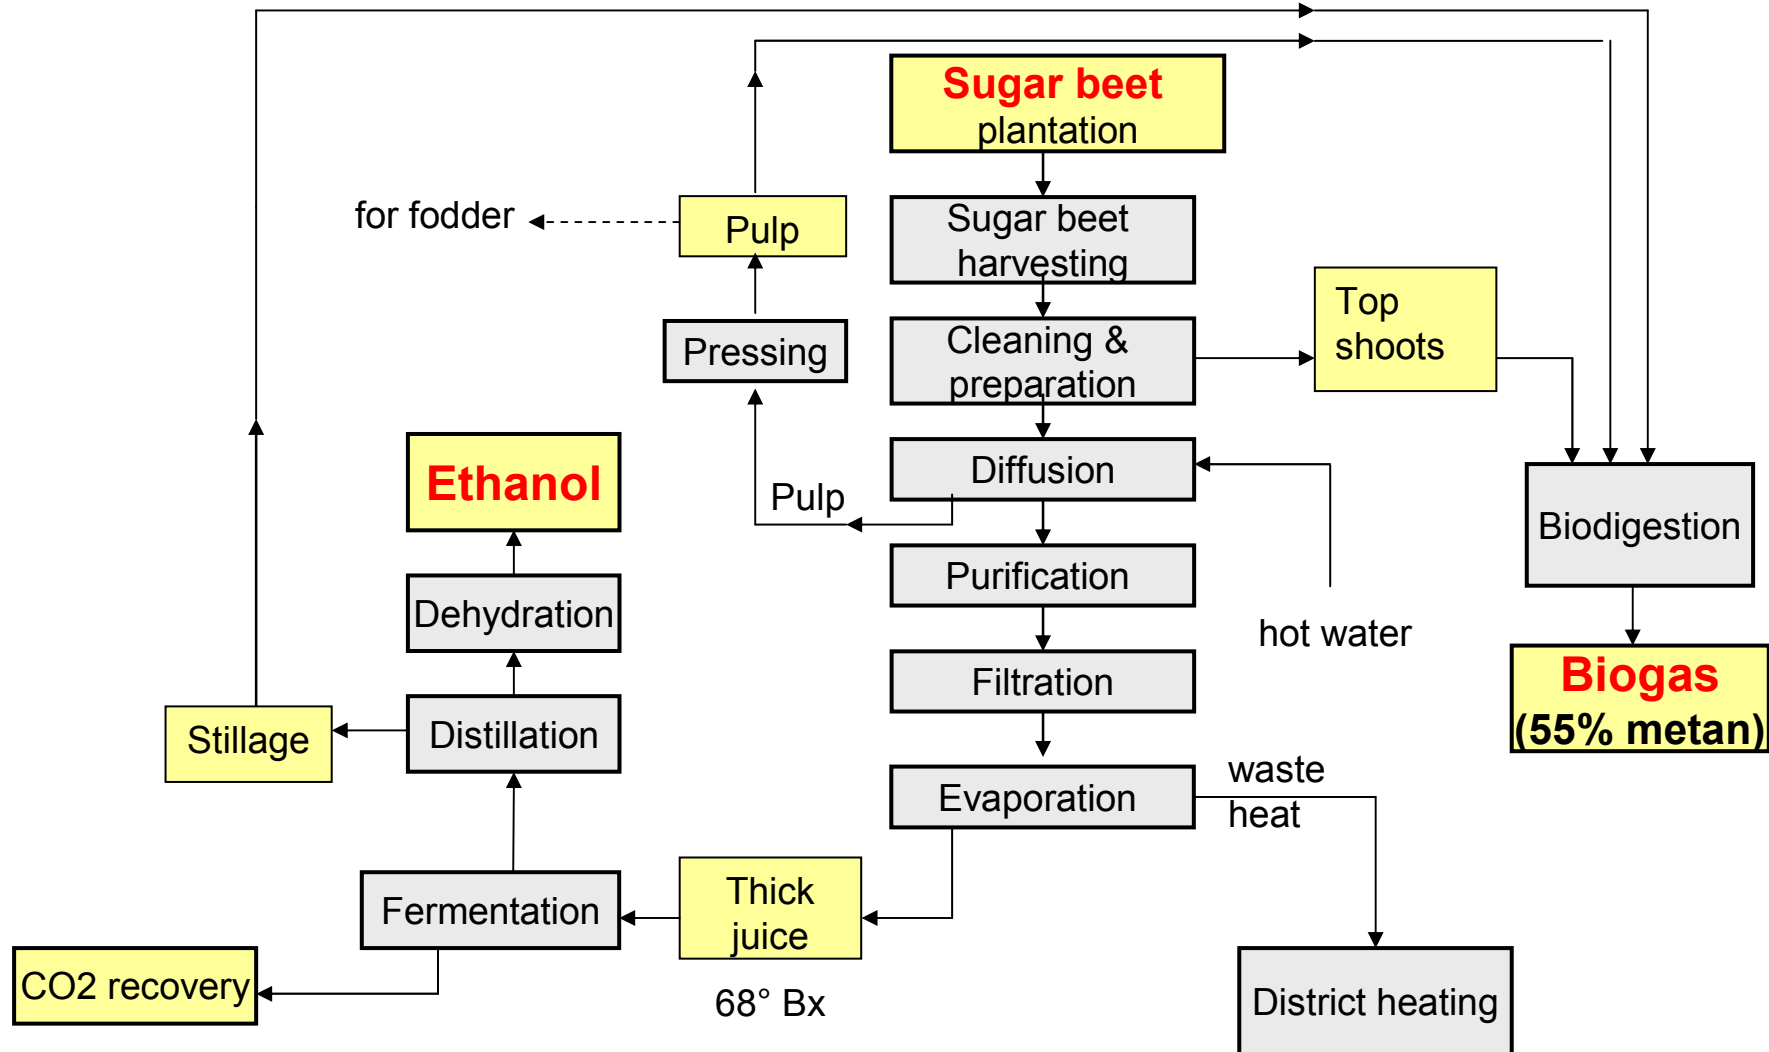 Sugar beet
plantation
for fodder
Pulp
Sugar beet
harvesting
Top
shoots
Pressing
Cleaning &
preparation
Ethanol
Pulp
Diffusion
Biodigestion
Dehydration
Purification
hot water
Stillage
Distillation
Filtration
Biogas
(55% metan)
Evaporation
waste
heat
Fermentation
Thick
juice
CO2 recovery
68° Bx
District heating